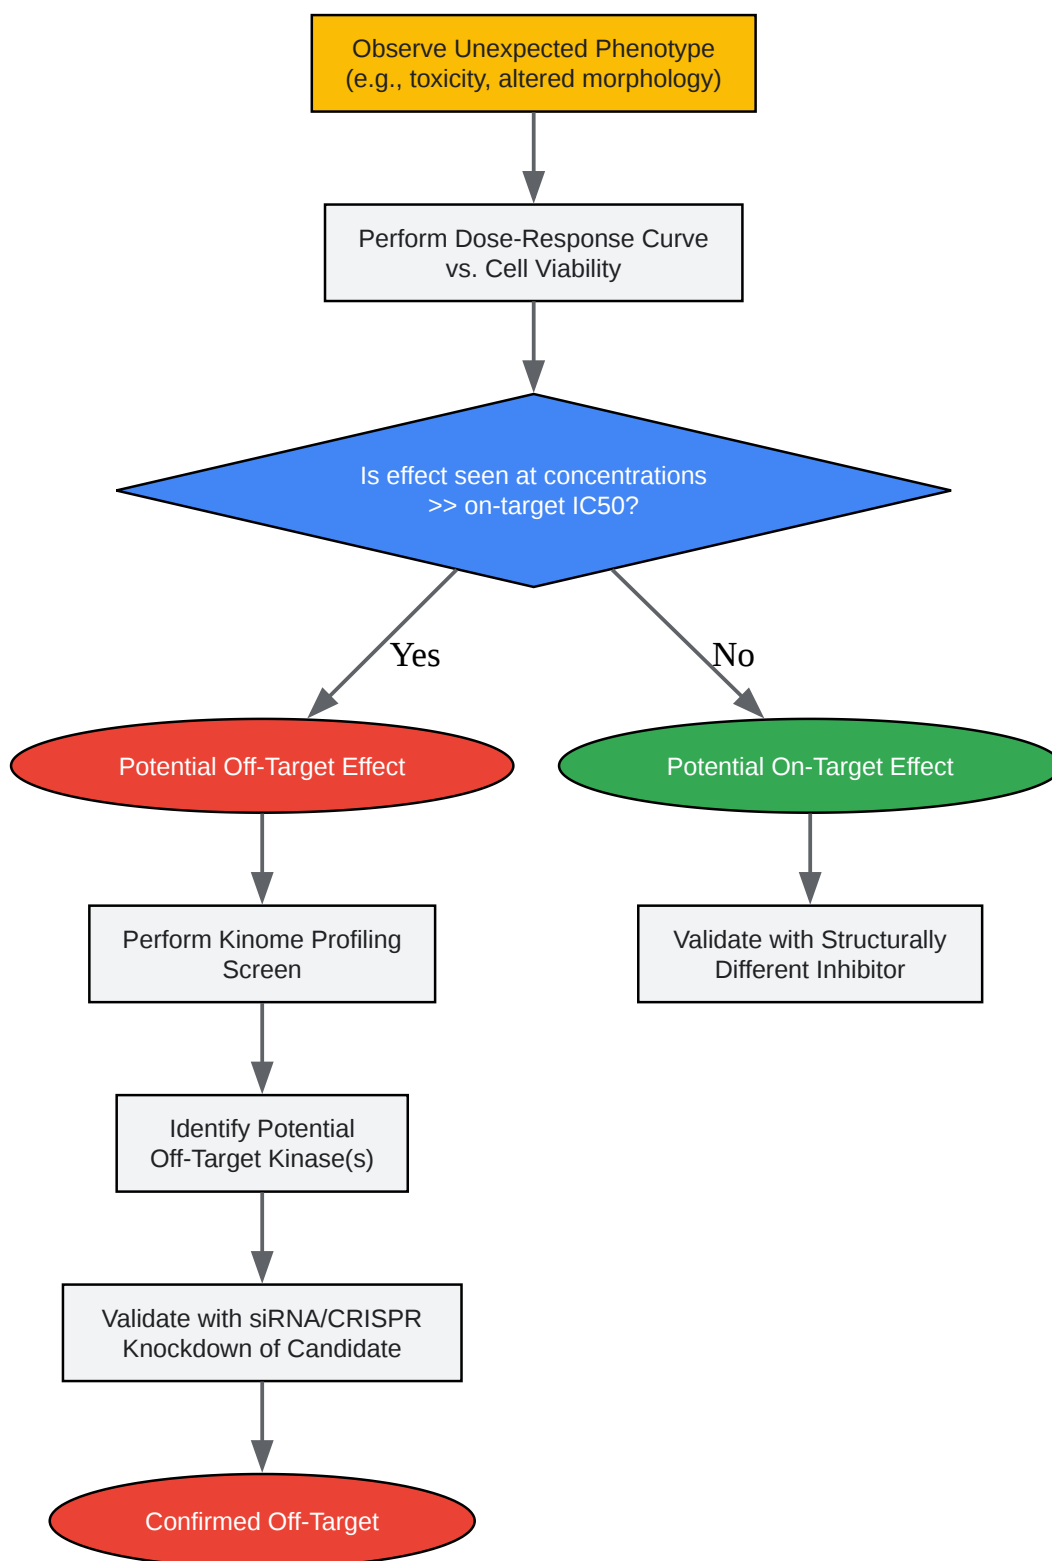 Observe Unexpected Phenotype
(e.g., toxicity, altered morphology)
Perform Dose-Response Curve
vs. Cell Viability
Is effect seen at concentrations
>> on-target IC50?
Yes
No
Potential Off-Target Effect
Potential On-Target Effect
Perform Kinome Profiling
Screen
Validate with Structurally
Different Inhibitor
Identify Potential
Off-Target Kinase(s)
Validate with siRNA/CRISPR
Knockdown of Candidate
Confirmed Off-Target